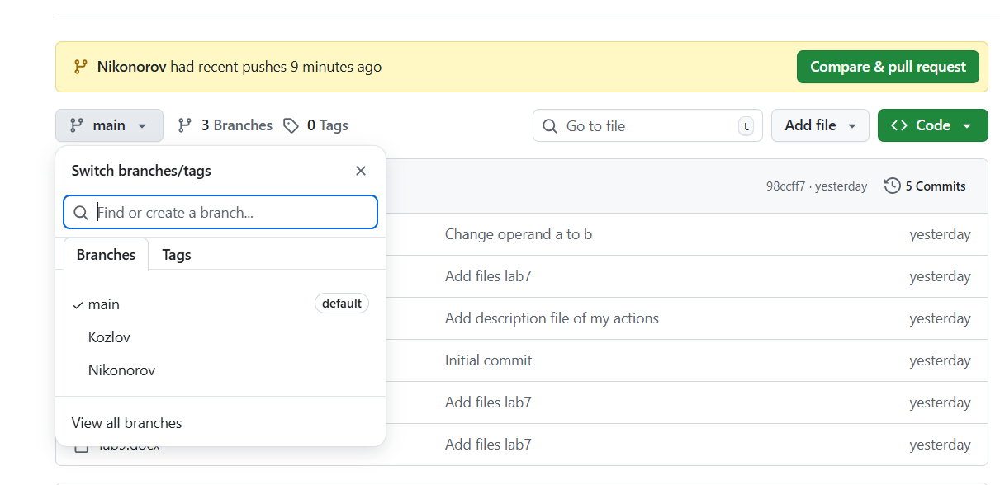 Nikonorov had recent pushes 9 minutes ago
Compare & pull request
main
3 Branches
0 Tags
Go to file
t
Add file
Code
Switch branches/tags
98ccff7 · yesterday
5 Commits
Find or create a branch...
Branches
Tags
Change operand a to b
yesterday
Add files lab7
yesterday
main
default
Add description file of my actions
yesterday
Kozlov
Initial commit
yesterday
Nikonorov
Add files lab7
yesterday
View all branches
Add files lab7
yesterday